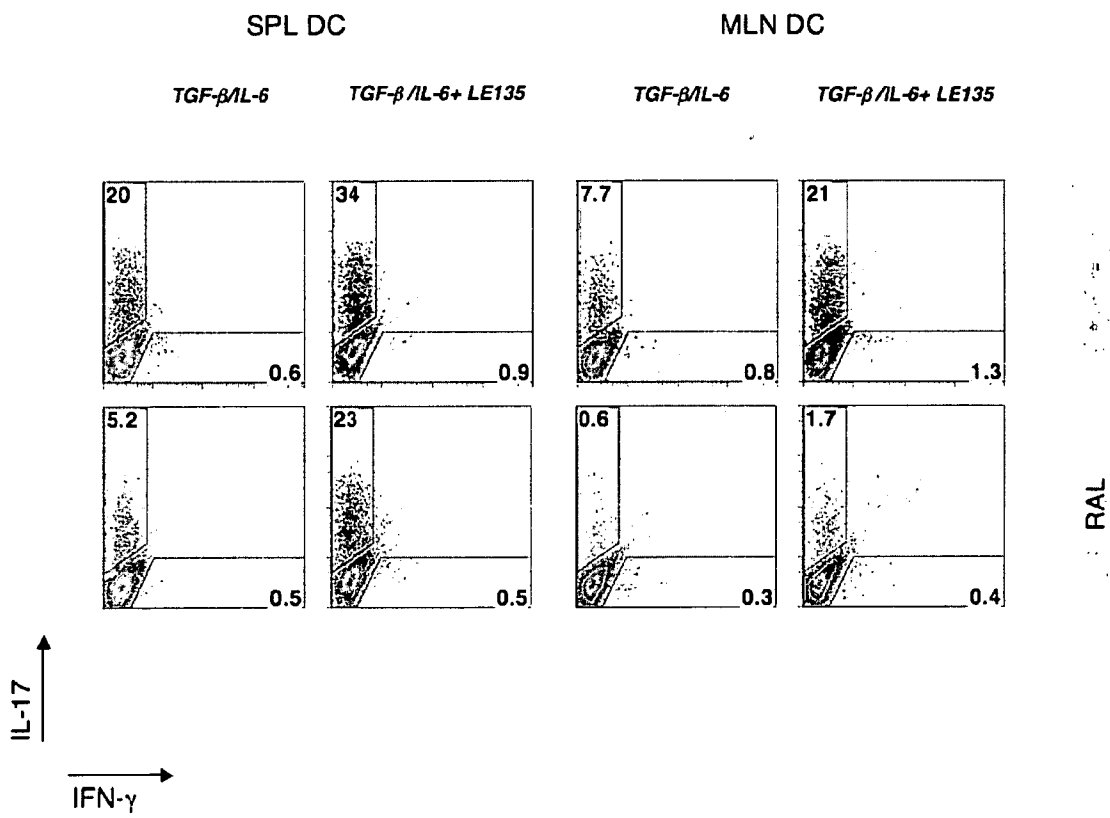 SPL DC MLN DC
TGF-β/IL-6 TGF-β /IL-6+ LE135 TGF-β/IL-6 TGF-β /IL-6+ LE135
20 34 7.7 21
0.6 0.9 0.8 1.3
5.2 23 0.6 1.7
0.5 0.5 0.3 0.4
RAL
IL-17
IFN-γ